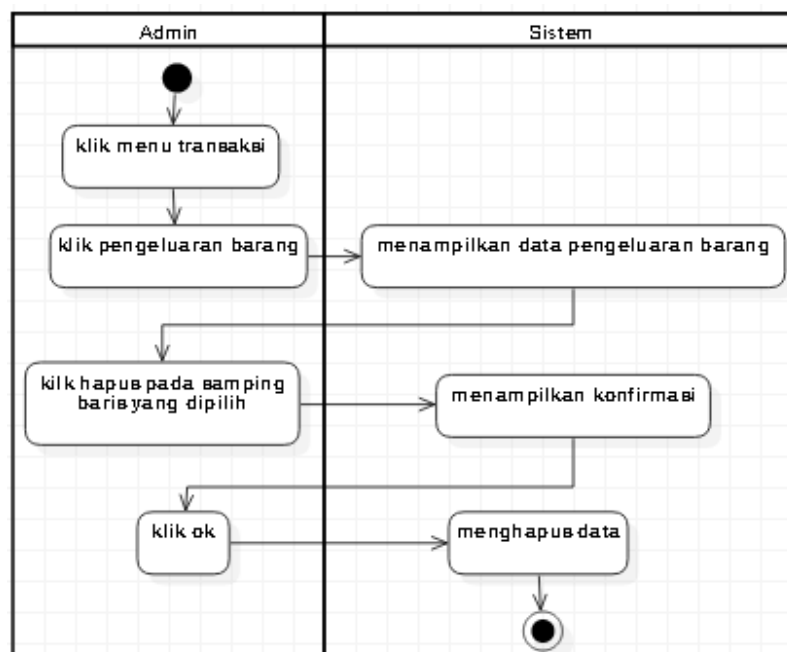 Admin
Sistem
klik menu transaksi
klik pengeluaran barang
menampilkan data pengeluaran barang
kilk hapus pada samping
baris yang dipilih
menampilkan konfirmasi
klik ok
menghapus data